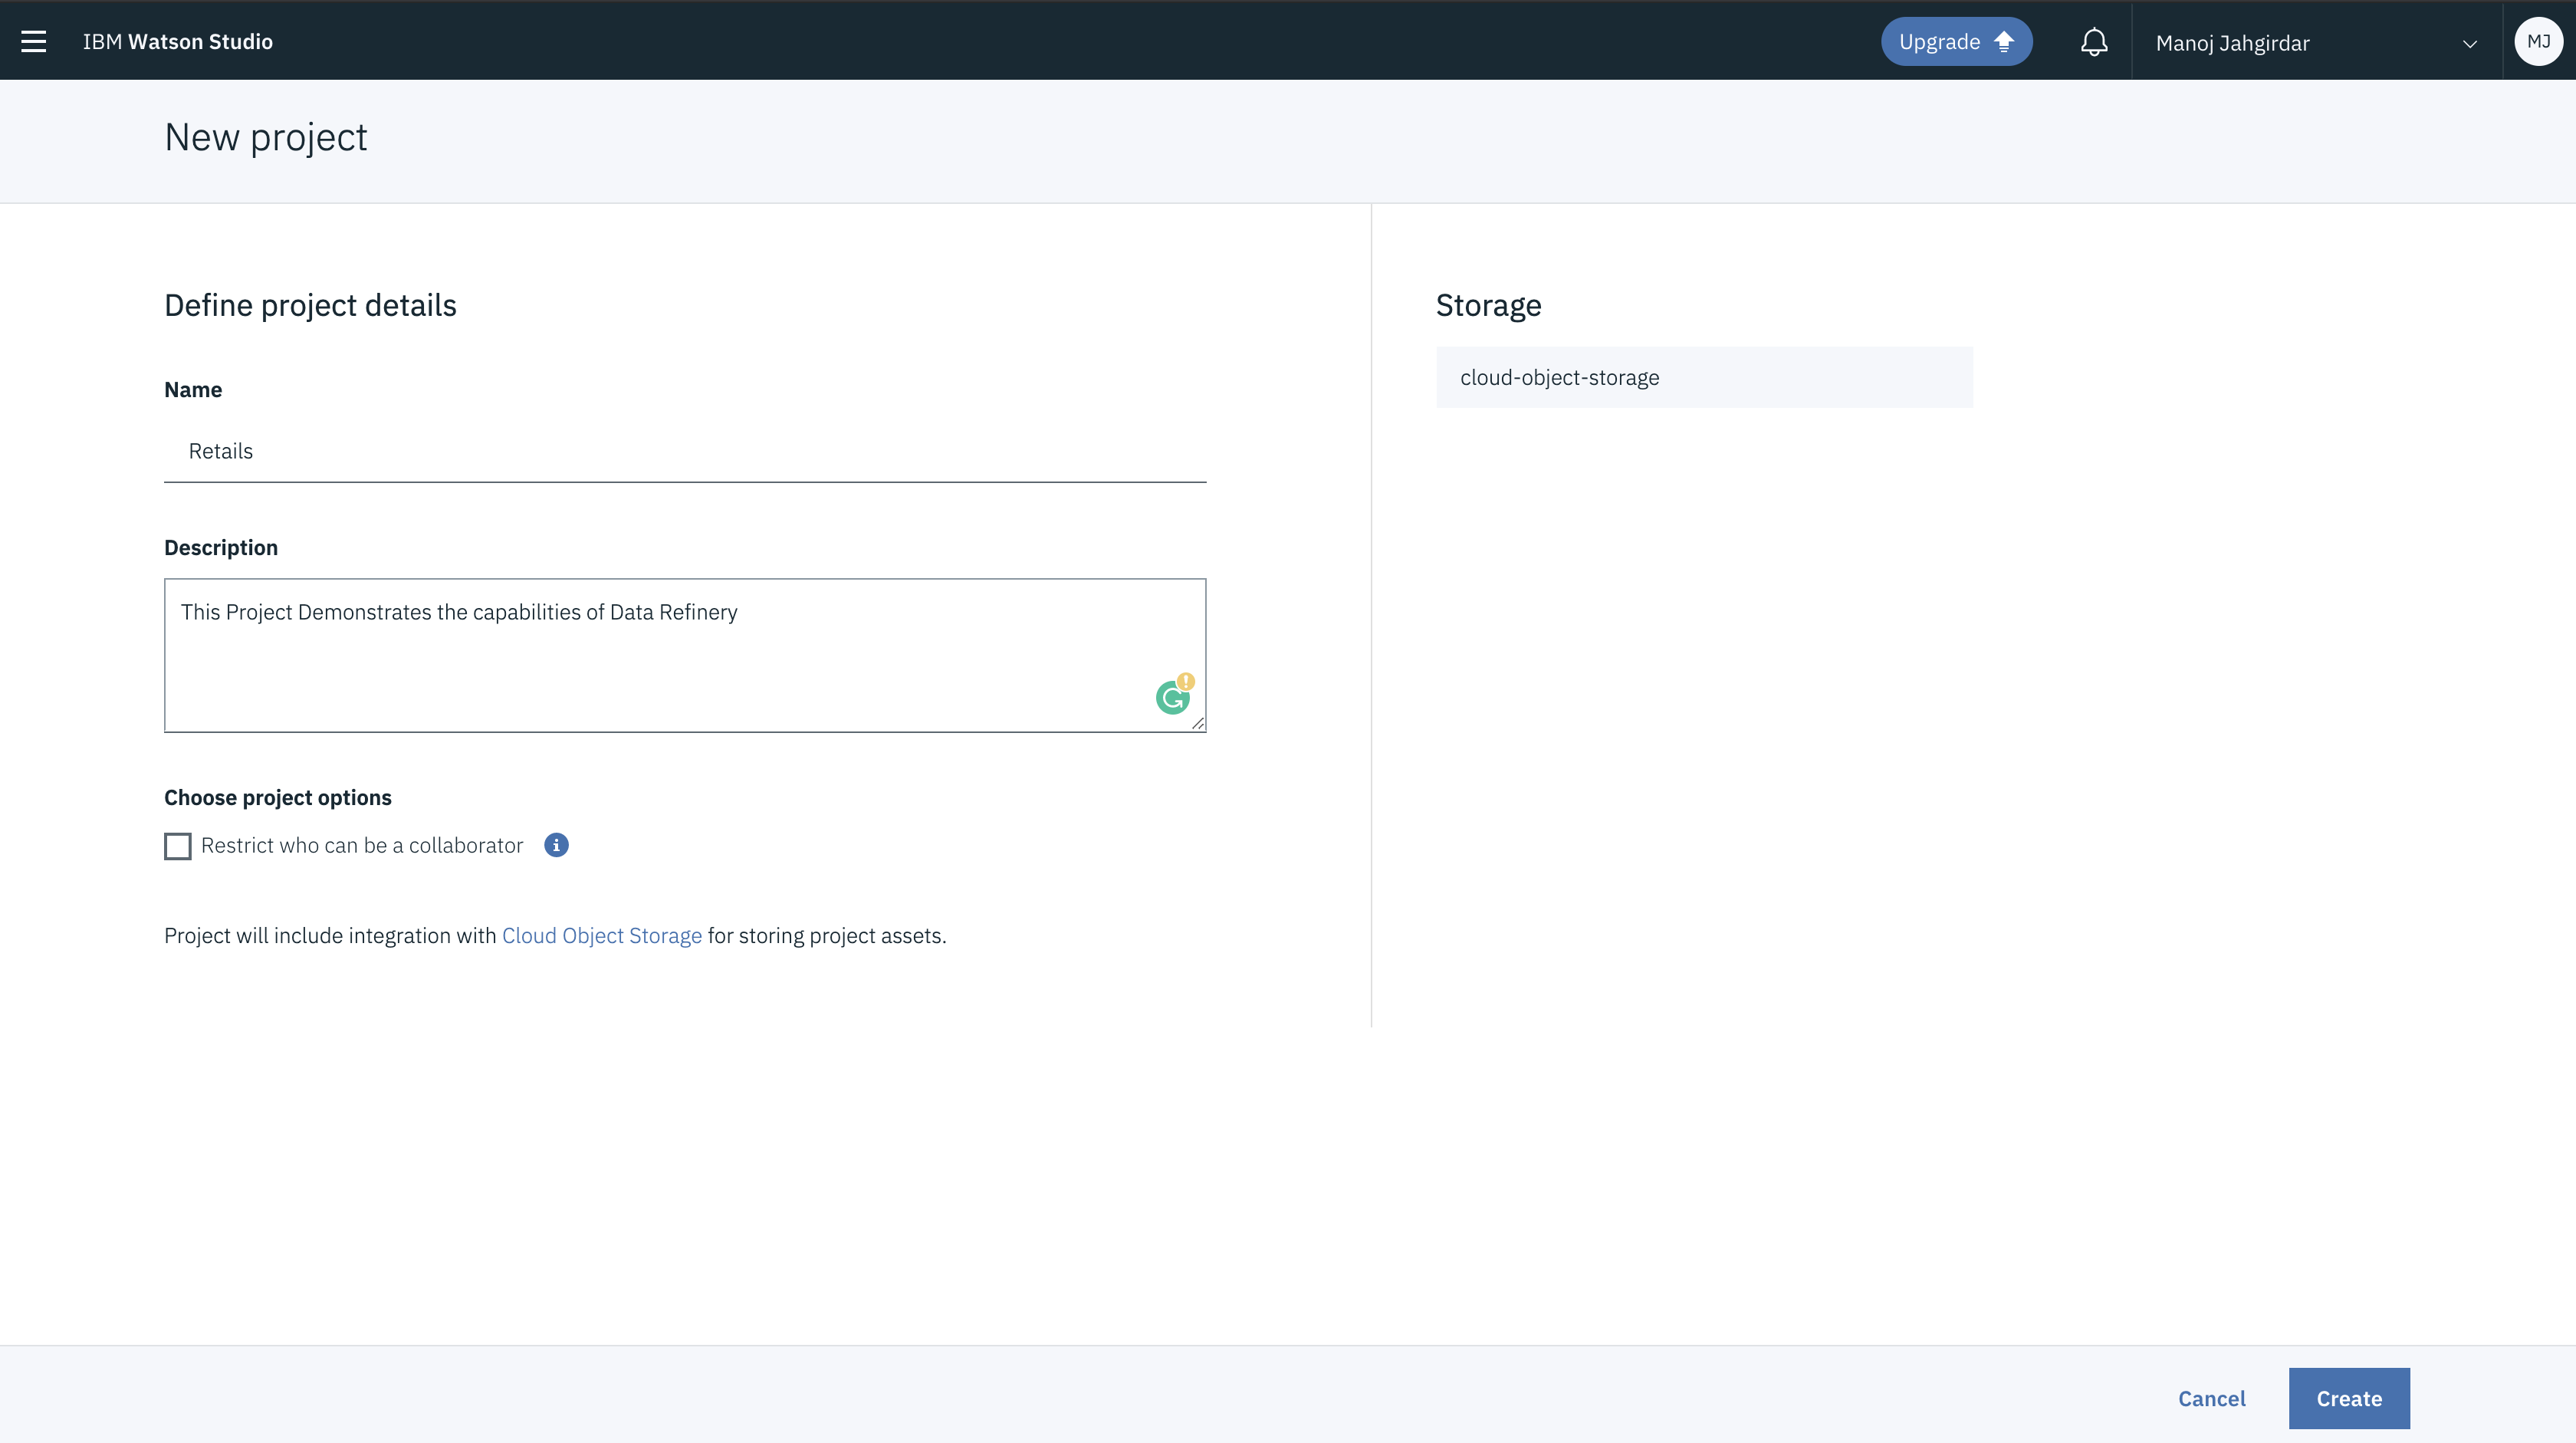 IBM Watson Studio
Upgrade
Manoj Jahgirdar
MJ
New project
Define project details
Name
Retails
Description
This Project Demonstrates the capabilities of Data Refinery
Choose project options
Restrict who can be a collaborator
Project will include integration with Cloud Object Storage for storing project assets.
Storage
cloud-object-storage
Cancel
Create